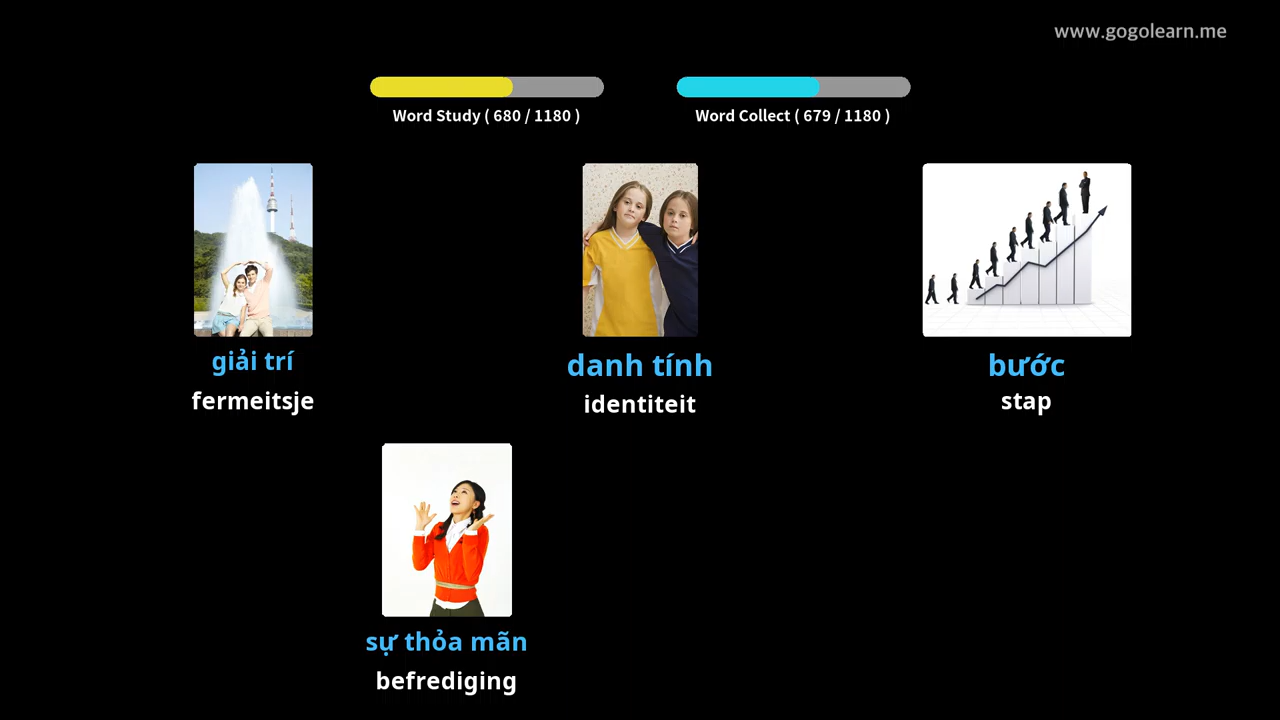 www.gogolearn.me
Word Study ( 680 / 1180 )
Word Collect ( 679 / 1180 )
giải trí
fermeitsje
danh tính
identiteit
bước
stap
sự thỏa mãn
befrediging